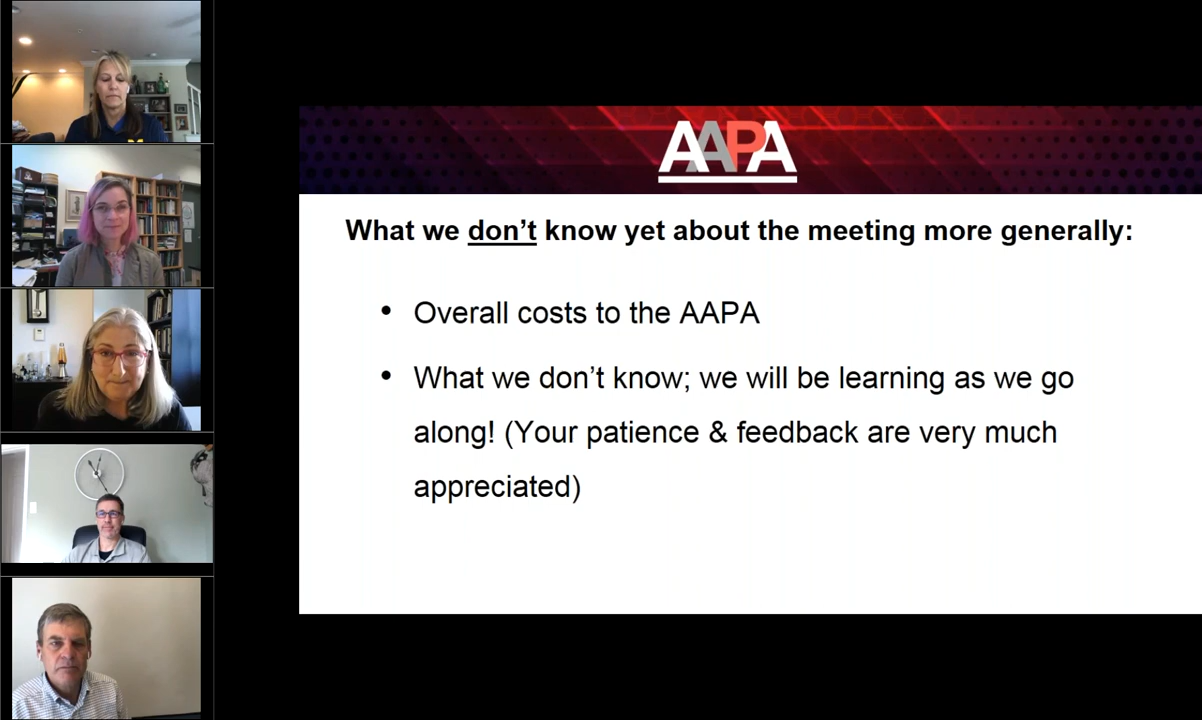 AAPA
What we don't know yet about the meeting more generally:
• Overall costs to the AAPA
• What we don't know; we will be learning as we go
along! (Your patience & feedback are very much
appreciated)